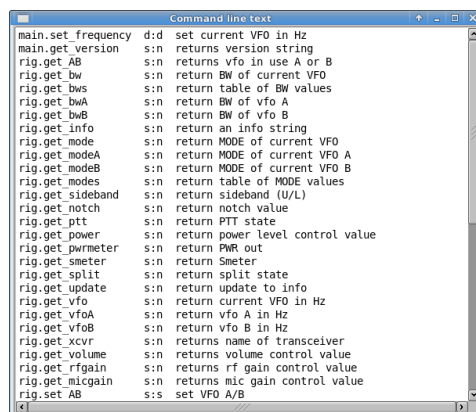 Command line text
main.set_frequency d:d set current VFO in Hz
main.get_version s:n returns version string
rig.get_AB s:n returns vfo in use A or B
rig.get_bw s:n return BW of current VFO
rig.get_bws s:n return table of BW values
rig.get_bwA s:n return BW of vfo A
rig.get_bwB s:n return BW of vfo B
rig.get_info s:n return an info string
rig.get_mode s:n return MODE of current VFO
rig.get_modeA s:n return MODE of current VFO A
rig.get_modeB s:n return MODE of current VFO B
rig.get_modes s:n return table of MODE values
rig.get_sideband s:n return sideband (U/L)
rig.get_notch s:n return notch value
rig.get_ptt s:n return PTT state
rig.get_power s:n return power level control value
rig.get_pwrmeter s:n return PWR out
rig.get_smeter s:n return Smeter
rig.get_split s:n return split state
rig.get_update s:n return update to info
rig.get_vfo s:n return current VFO in Hz
rig.get_vfoA s:n return vfo A in Hz
rig.get_vfoB s:n return vfo B in Hz
rig.get_xcvr s:n returns name of transceiver
rig.get_volume s:n returns volume control value
rig.get_rfgain s:n returns rf gain control value
rig.get_micgain s:n returns mic gain control value
rig.set_AB s:s set VFO A/B